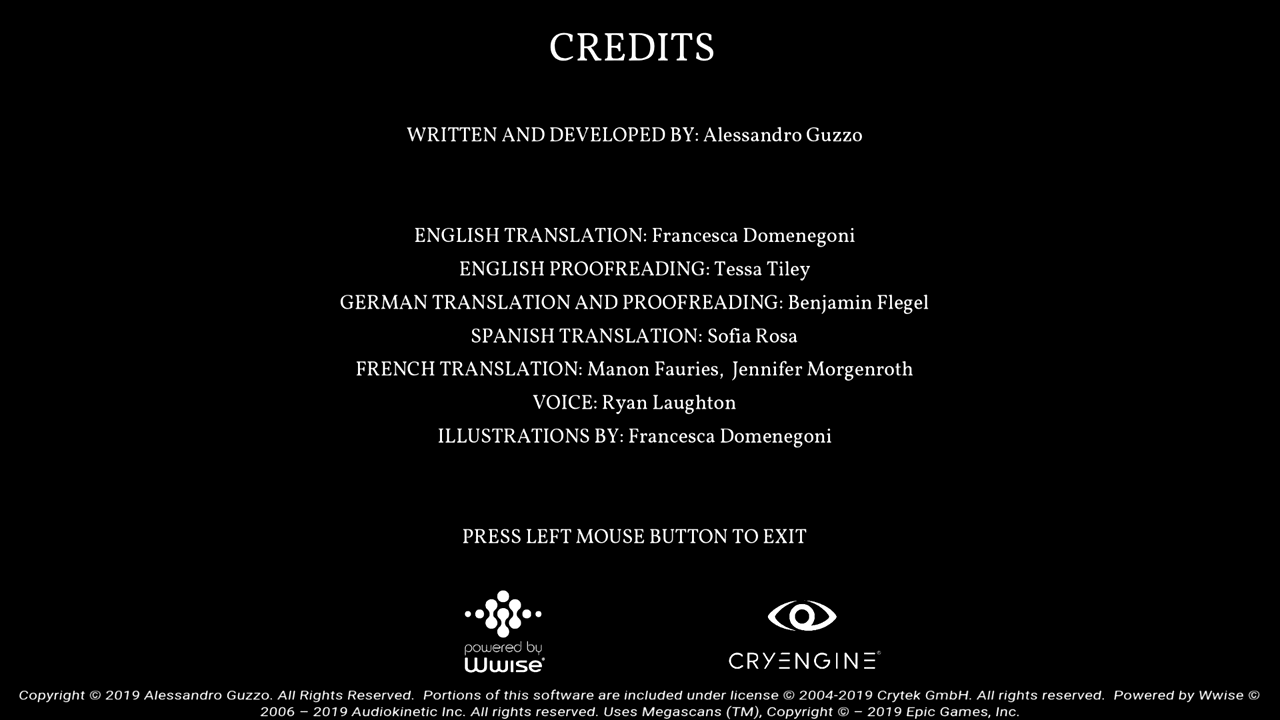 CREDITS
WRITTEN AND DEVELOPED BY: Alessandro Guzzo
ENGLISH TRANSLATION: Francesca Domenegoni
ENGLISH PROOFREADING: Tessa Tiley
GERMAN TRANSLATION AND PROOFREADING: Benjamin Flegel
SPANISH TRANSLATION: Sofia Rosa
FRENCH TRANSLATION: Manon Fauries,  Jennifer Morgenroth
VOICE: Ryan Laughton
ILLUSTRATIONS BY: Francesca Domenegoni
PRESS LEFT MOUSE BUTTON TO EXIT
powered by
Wwise®
CRYENGINE®
Copyright © 2019 Alessandro Guzzo. All Rights Reserved.  Portions of this software are included under license © 2004-2019 Crytek GmbH. All rights reserved.  Powered by Wwise ©
2006 – 2019 Audiokinetic Inc. All rights reserved. Uses Megascans (TM), Copyright © – 2019 Epic Games, Inc.